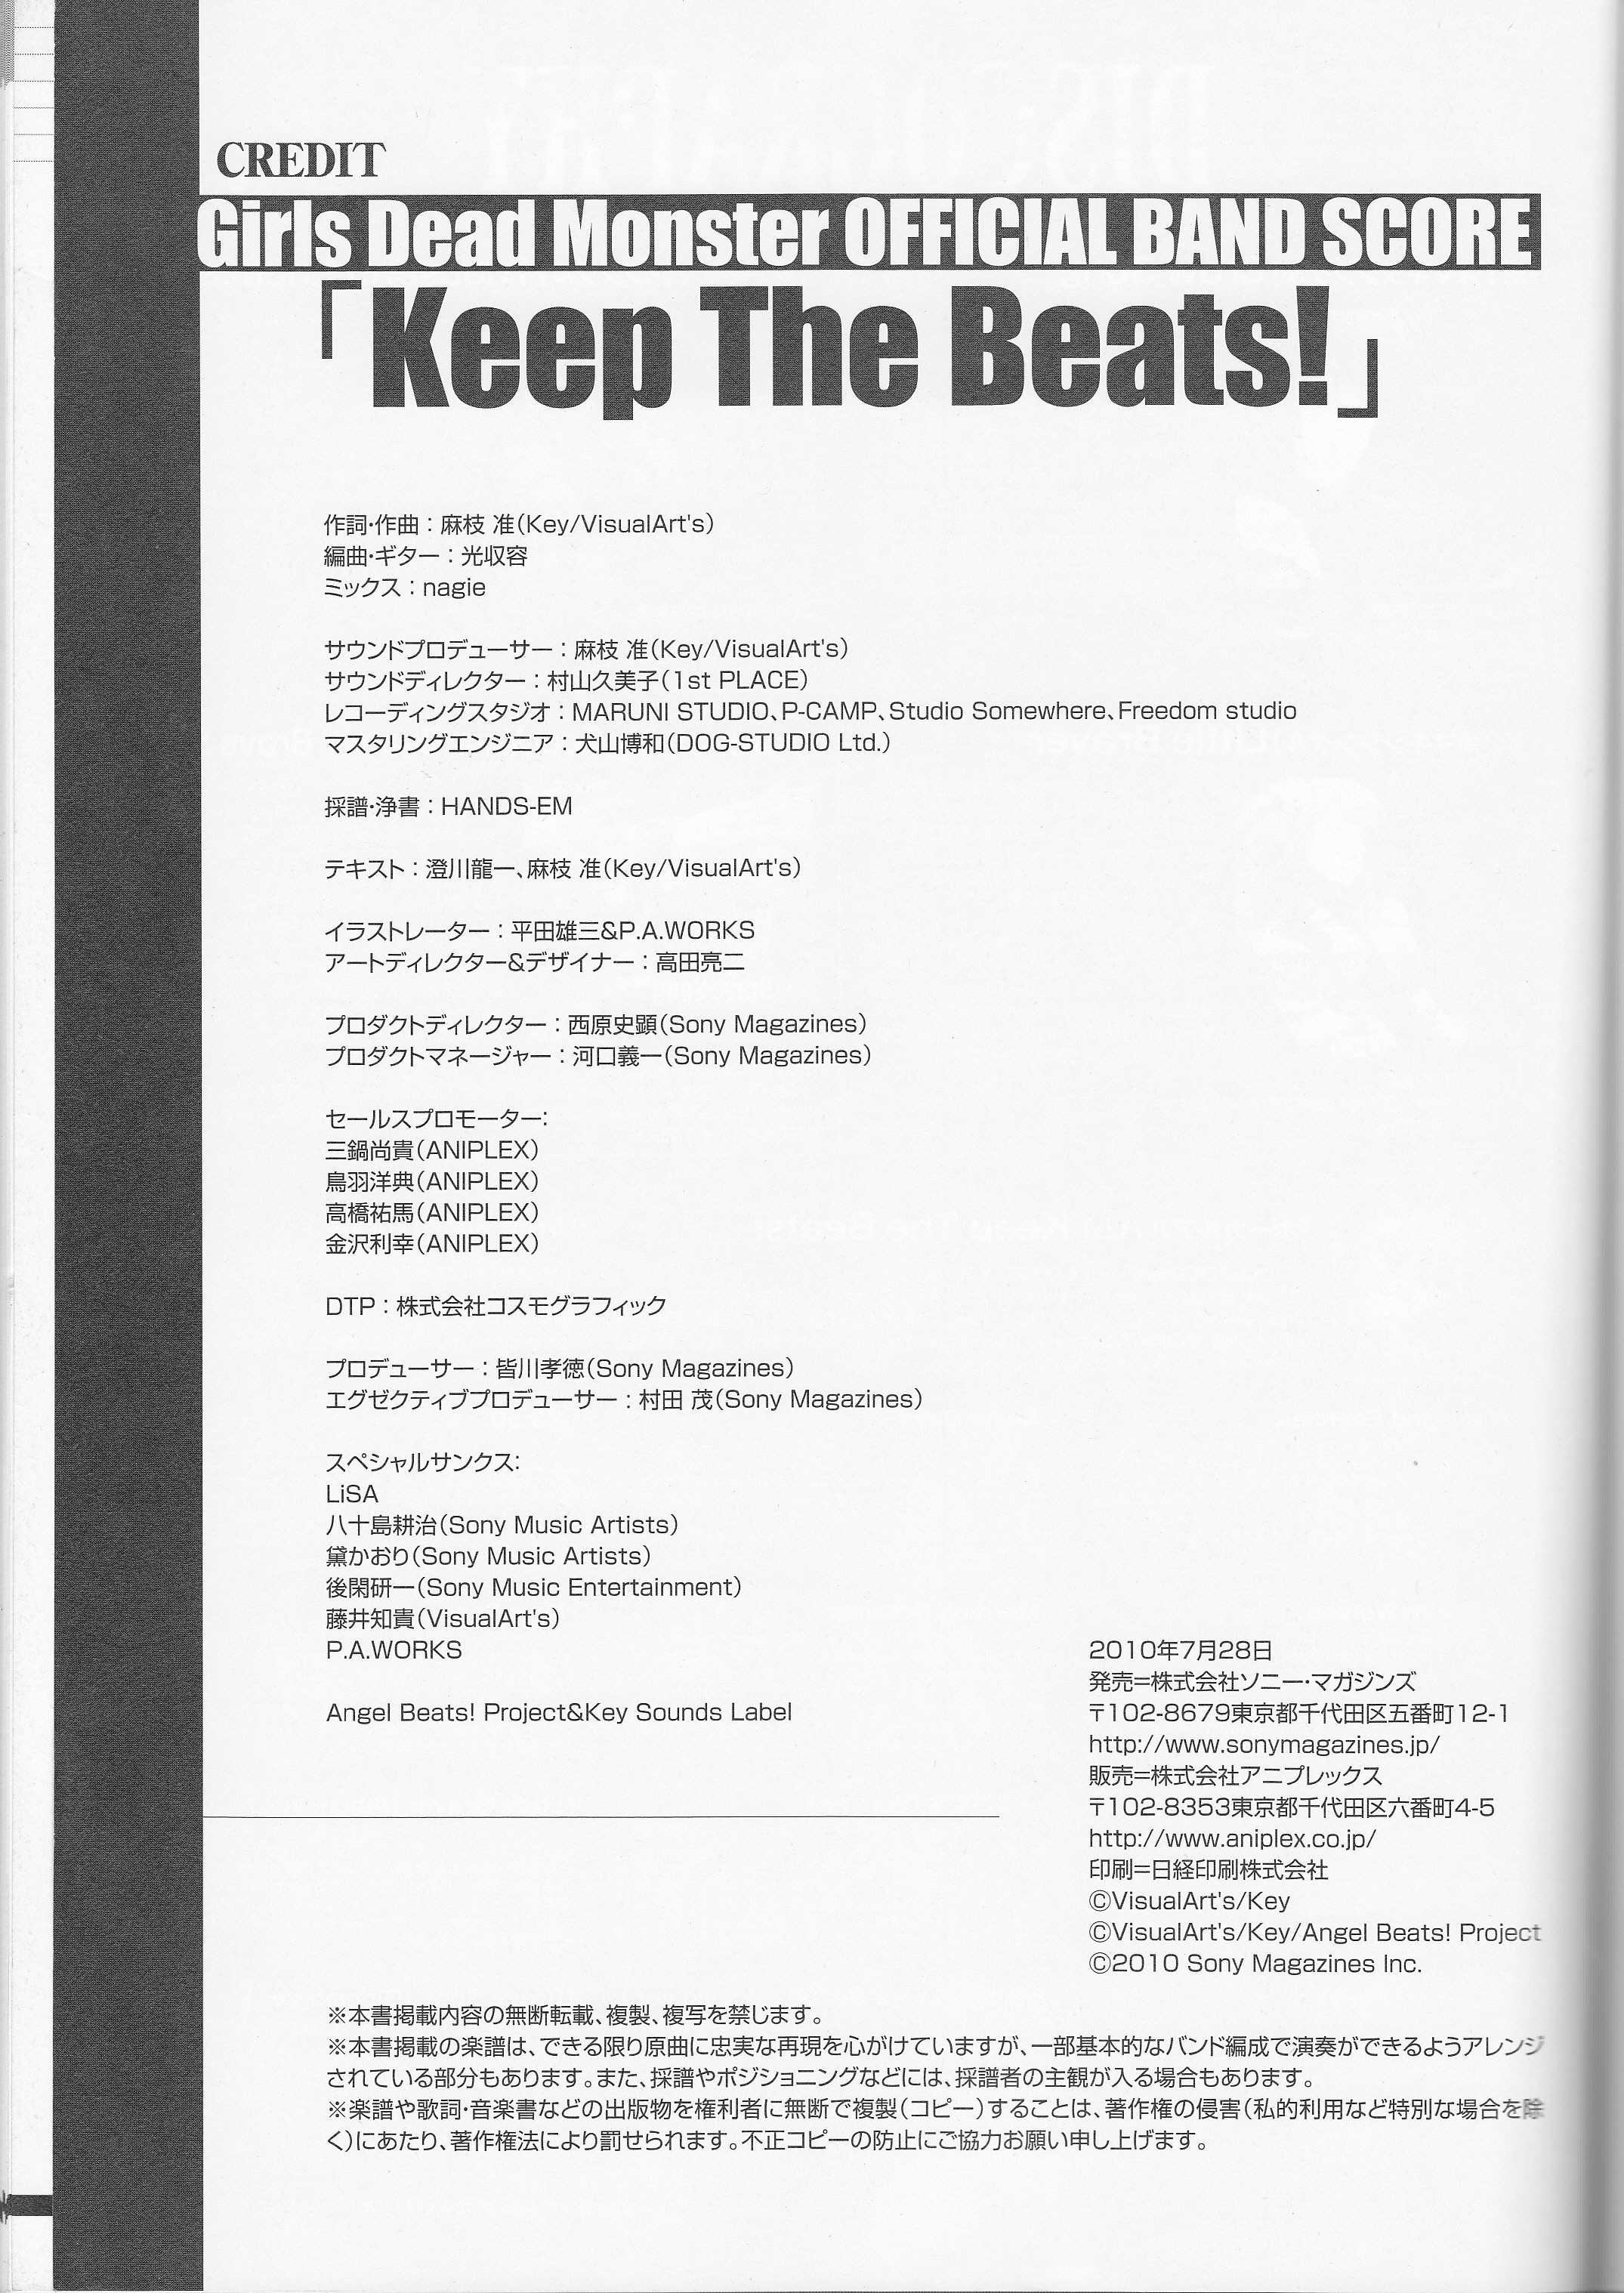 CREDIT
Girls Dead Monster OFFICIAL BAND SCORE
「Keep The Beats!」
作詞・作曲：麻枝 准（Key/VisualArt's）
編曲・ギター：光収容
ミックス：nagie
サウンドプロデューサー：麻枝 准（Key/VisualArt's）
サウンドディレクター：村山久美子（1st PLACE）
レコーディングスタジオ：MARUNI STUDIO、P-CAMP、Studio Somewhere、Freedom studio
マスタリングエンジニア：犬山博和（DOG-STUDIO Ltd.）
採譜・浄書：HANDS-EM
テキスト：澄川龍一、麻枝 准（Key/VisualArt's）
イラストレーター：平田雄三&P.A.WORKS
アートディレクター&デザイナー：高田亮二
プロダクトディレクター：西原史顕（Sony Magazines）
プロダクトマネージャー：河口義一（Sony Magazines）
セールスプロモーター:
三鍋尚貴（ANIPLEX）
鳥羽洋典（ANIPLEX）
高橋祐馬（ANIPLEX）
金沢利幸（ANIPLEX）
DTP：株式会社コスモグラフィック
プロデューサー：皆川孝徳（Sony Magazines）
エグゼクティブプロデューサー：村田 茂（Sony Magazines）
スペシャルサンクス:
LiSA
八十島耕治（Sony Music Artists）
黛かおり（Sony Music Artists）
後閑研一（Sony Music Entertainment）
藤井知貴（VisualArt's）
P.A.WORKS
Angel Beats! Project&Key Sounds Label
2010年7月28日
発売=株式会社ソニー・マガジンズ
〒102-8679東京都千代田区五番町12-1
http://www.sonymagazines.jp/
販売=株式会社アニプレックス
〒102-8353東京都千代田区六番町4-5
http://www.aniplex.co.jp/
印刷=日経印刷株式会社
©VisualArt's/Key
©VisualArt's/Key/Angel Beats! Project
©2010 Sony Magazines Inc.
※本書掲載内容の無断転載、複製、複写を禁じます。
※本書掲載の楽譜は、できる限り原曲に忠実な再現を心がけていますが、一部基本的なバンド編成で演奏ができるようアレンジ
されている部分もあります。また、採譜やポジショニングなどには、採譜者の主観が入る場合もあります。
※楽譜や歌詞・音楽書などの出版物を権利者に無断で複製（コピー）することは、著作権の侵害（私的利用など特別な場合を除
く）にあたり、著作権法により罰せられます。不正コピーの防止にご協力お願い申し上げます。